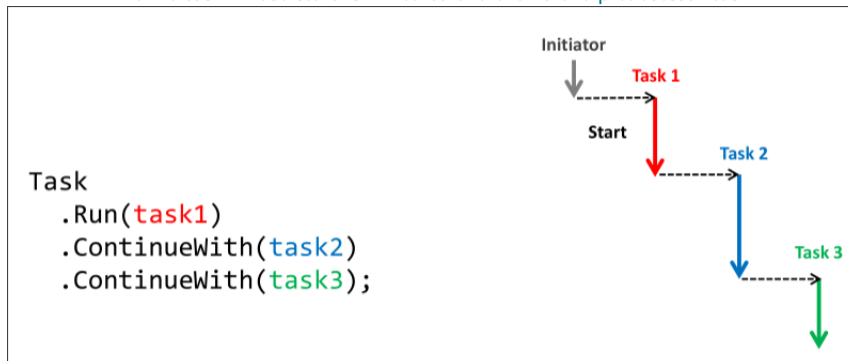 Initiator
Task 1
Start
Task 2
Task
.Run(task1)
.ContinueWith(task2)
.ContinueWith(task3);
Task 3